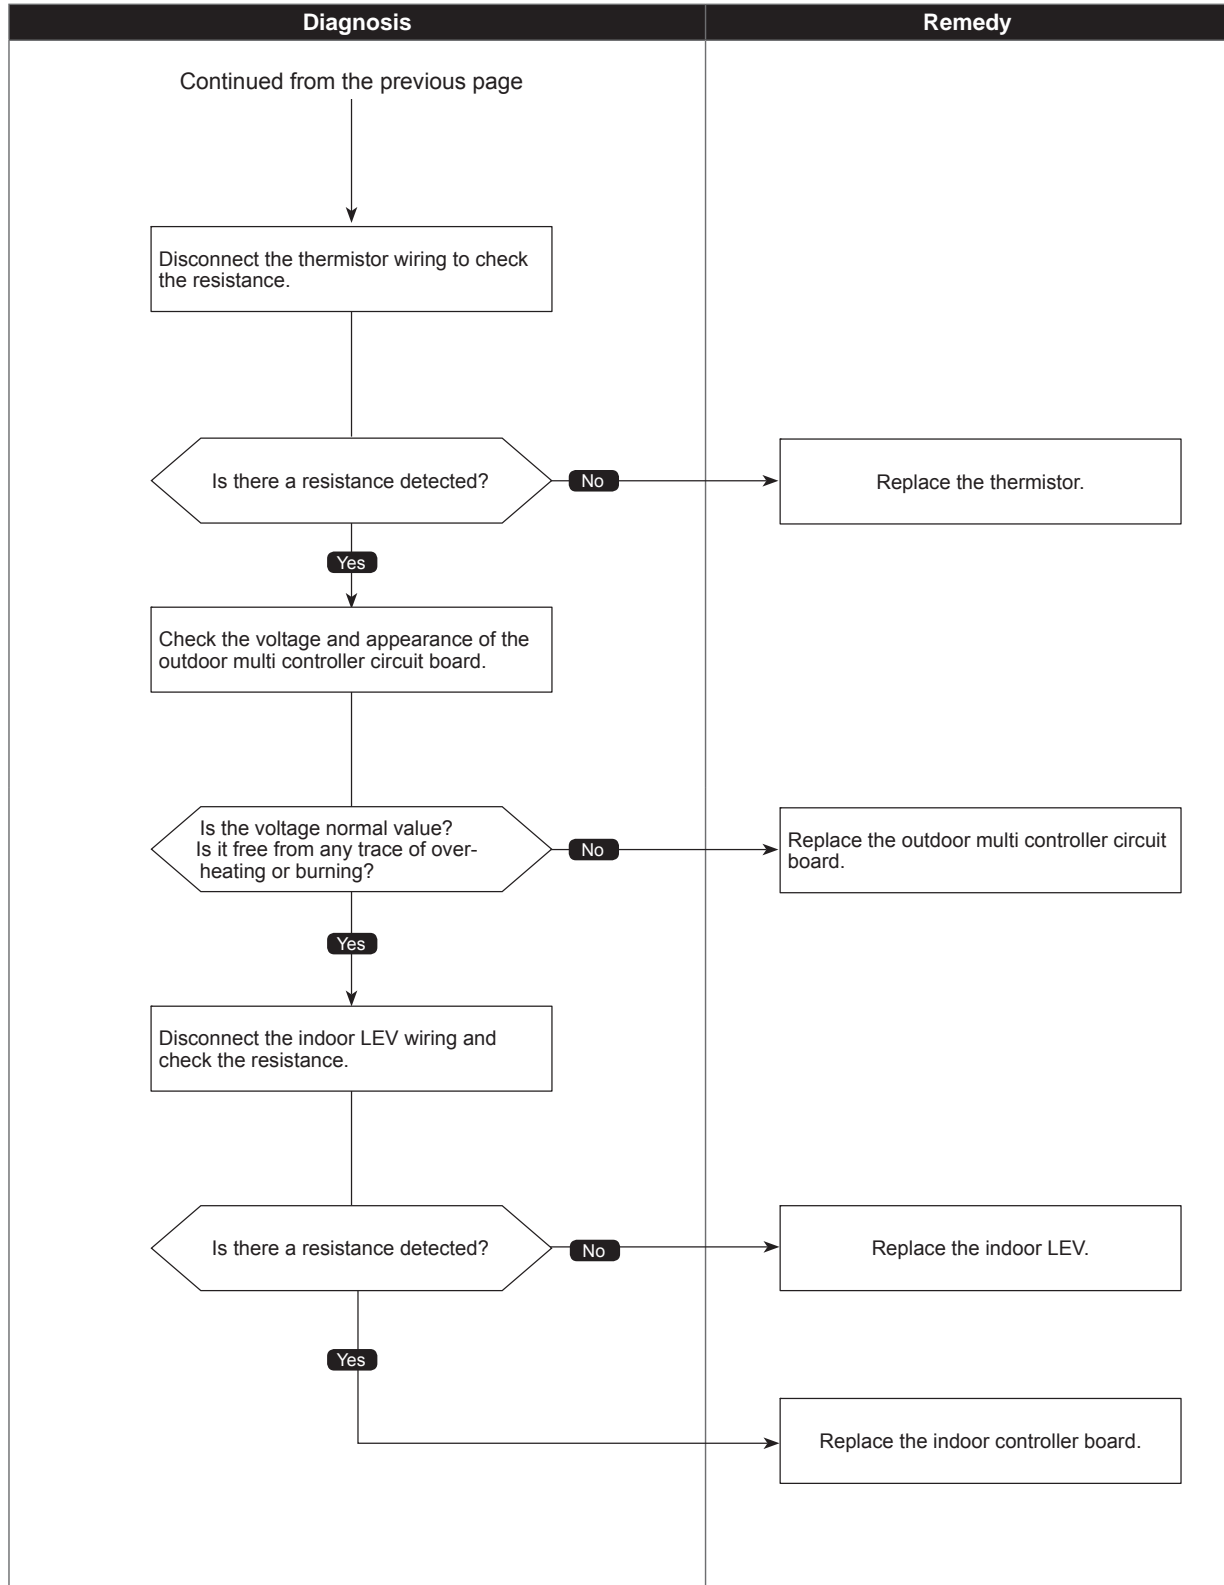 Diagnosis
Remedy
Continued from the previous page
Disconnect the thermistor wiring to check
the resistance.
Is there a resistance detected?
No
Replace the thermistor.
Yes
Check the voltage and appearance of the
outdoor multi controller circuit board.
Is the voltage normal value?
Is it free from any trace of over-
heating or burning?
No
Replace the outdoor multi controller circuit
board.
Yes
Disconnect the indoor LEV wiring and
check the resistance.
Is there a resistance detected?
No
Replace the indoor LEV.
Yes
Replace the indoor controller board.